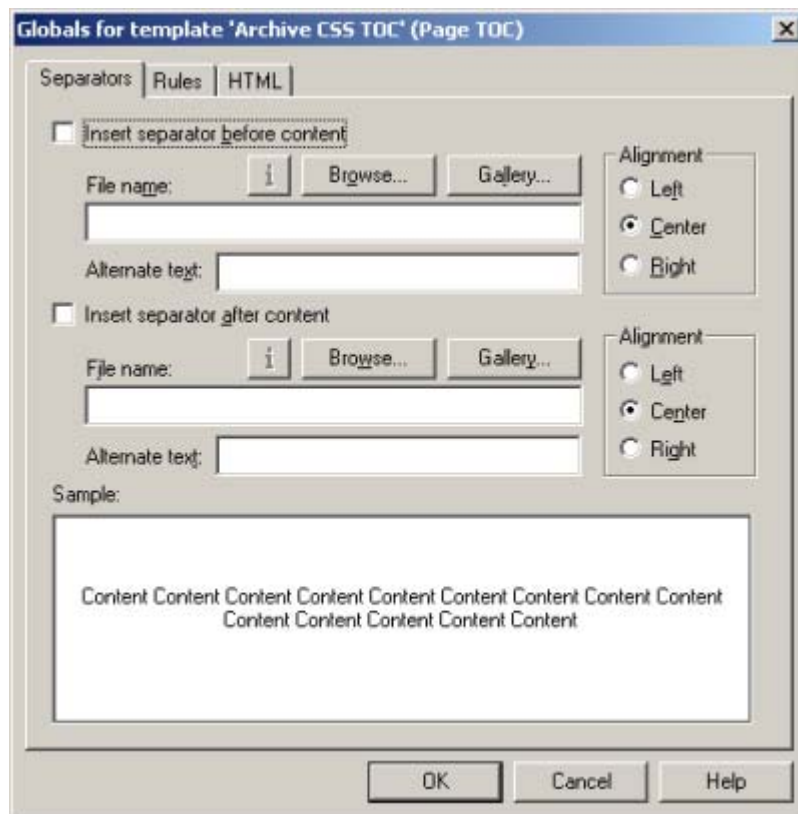 Globals for template 'Archive CSS TOC' (Page TOC)
Separators Rules HTML
Insert separator before content
File name: i Browse... Gallery...
Alternate text:
Alignment
Left
Center
Right
Insert separator after content
File name: i Browse... Gallery...
Alternate text:
Alignment
Left
Center
Right
Sample:
Content Content Content Content Content Content Content Content Content
Content Content Content Content Content
OK Cancel Help